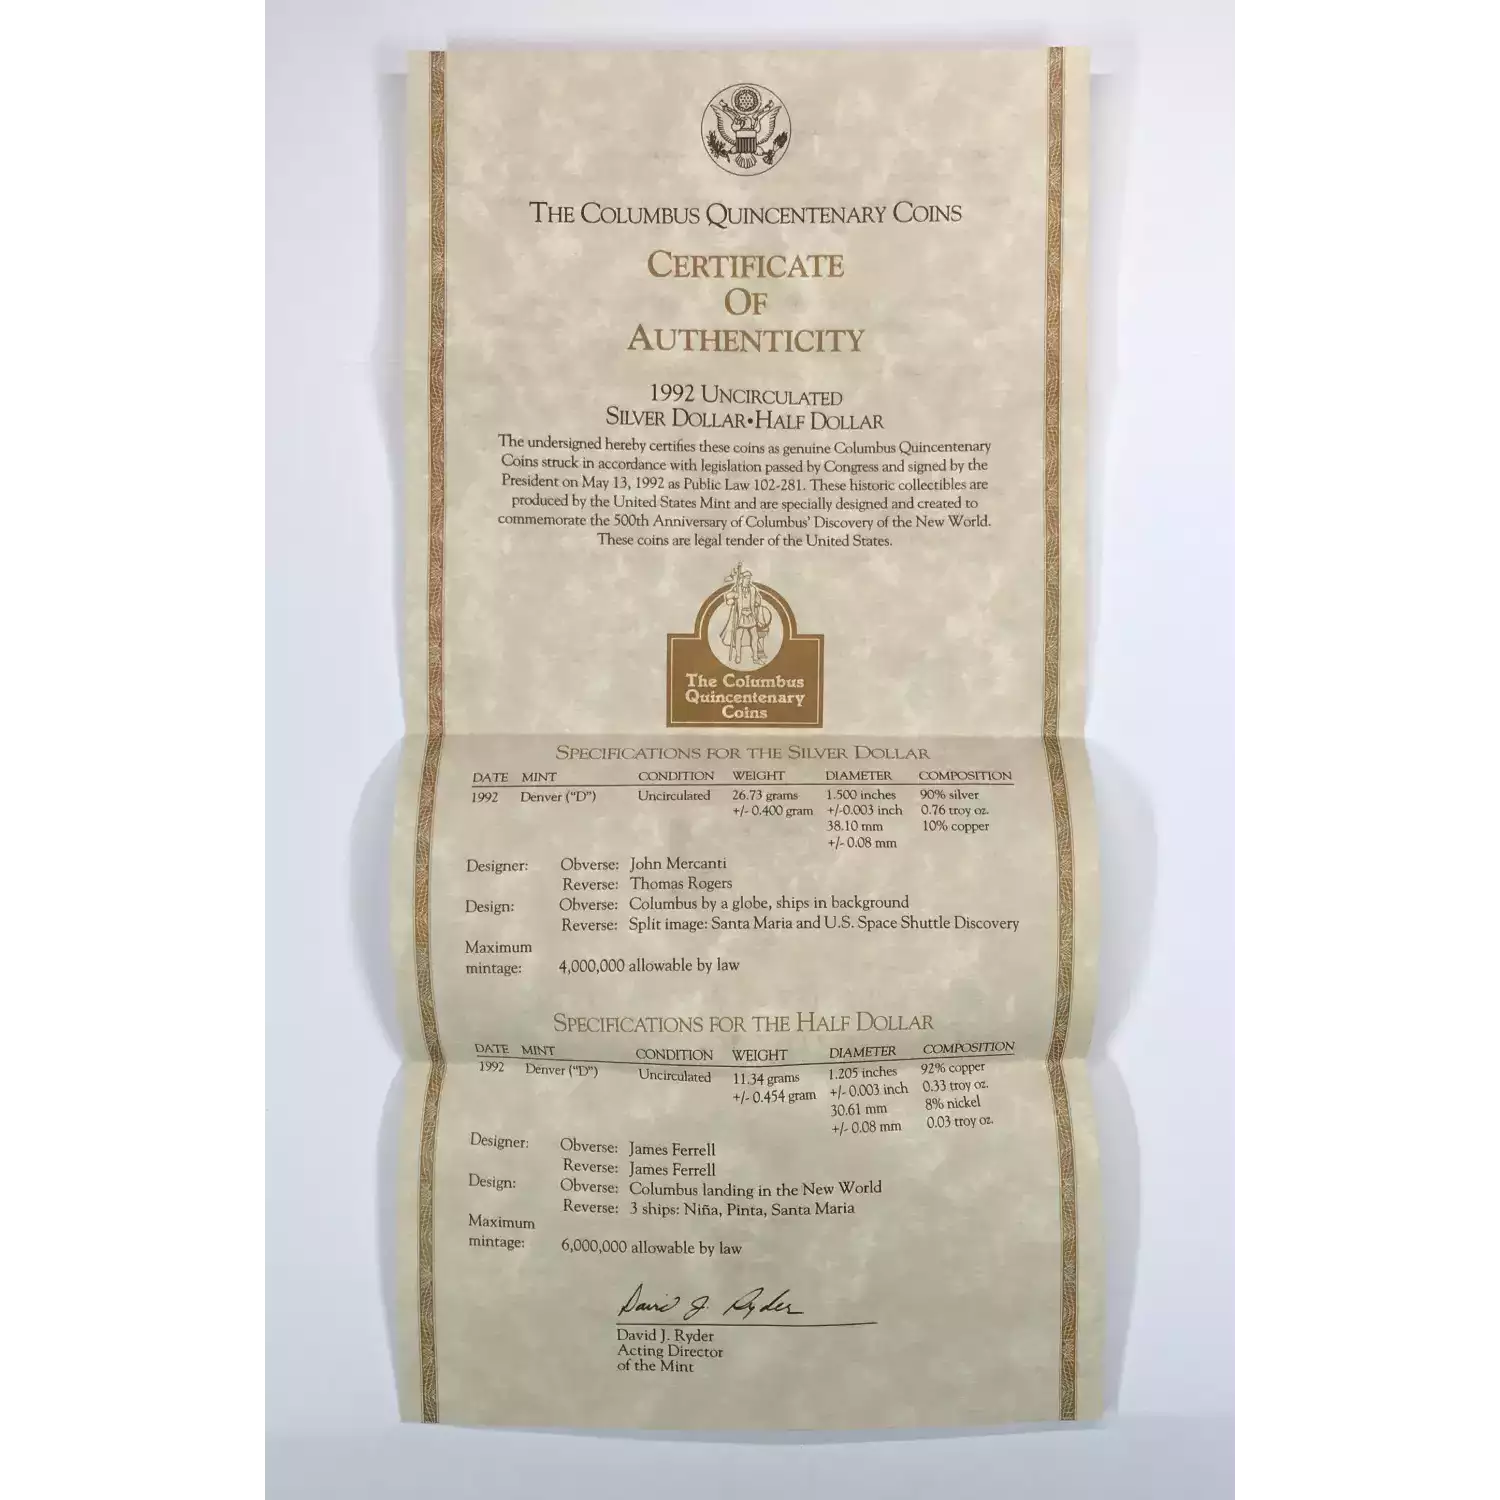 THE COLUMBUS QUINCENTENARY COINS
CERTIFICATE
OF
AUTHENTICITY
1992 UNCIRCULATED
SILVER DOLLAR•HALF DOLLAR
The undersigned hereby certifies these coins as genuine Columbus Quincentenary
Coins struck in accordance with legislation passed by Congress and signed by the
President on May 13, 1992 as Public Law 102-281. These historic collectibles are
produced by the United States Mint and are specially designed and created to
commemorate the 500th Anniversary of Columbus' Discovery of the New World.
These coins are legal tender of the United States.
The Columbus
Quincentenary
Coins
SPECIFICATIONS FOR THE SILVER DOLLAR
DATE MINT CONDITION WEIGHT DIAMETER COMPOSITION
1992 Denver ("D") Uncirculated 26.73 grams 1.500 inches 90% silver
+/- 0.400 gram +/-0.003 inch 0.76 troy oz.
38.10 mm 10% copper
+/- 0.08 mm
Designer: Obverse: John Mercanti
Reverse: Thomas Rogers
Design: Obverse: Columbus by a globe, ships in background
Reverse: Split image: Santa Maria and U.S. Space Shuttle Discovery
Maximum
mintage: 4,000,000 allowable by law
SPECIFICATIONS FOR THE HALF DOLLAR
DATE MINT CONDITION WEIGHT DIAMETER COMPOSITION
1992 Denver ("D") Uncirculated 11.34 grams 1.205 inches 92% copper
+/- 0.454 gram +/- 0.003 inch 0.33 troy oz.
30.61 mm 8% nickel
+/- 0.08 mm 0.03 troy oz.
Designer: Obverse: James Ferrell
Reverse: James Ferrell
Design: Obverse: Columbus landing in the New World
Reverse: 3 ships: Niña, Pinta, Santa Maria
Maximum
mintage: 6,000,000 allowable by law
David J. Ryder
David J. Ryder
Acting Director
of the Mint